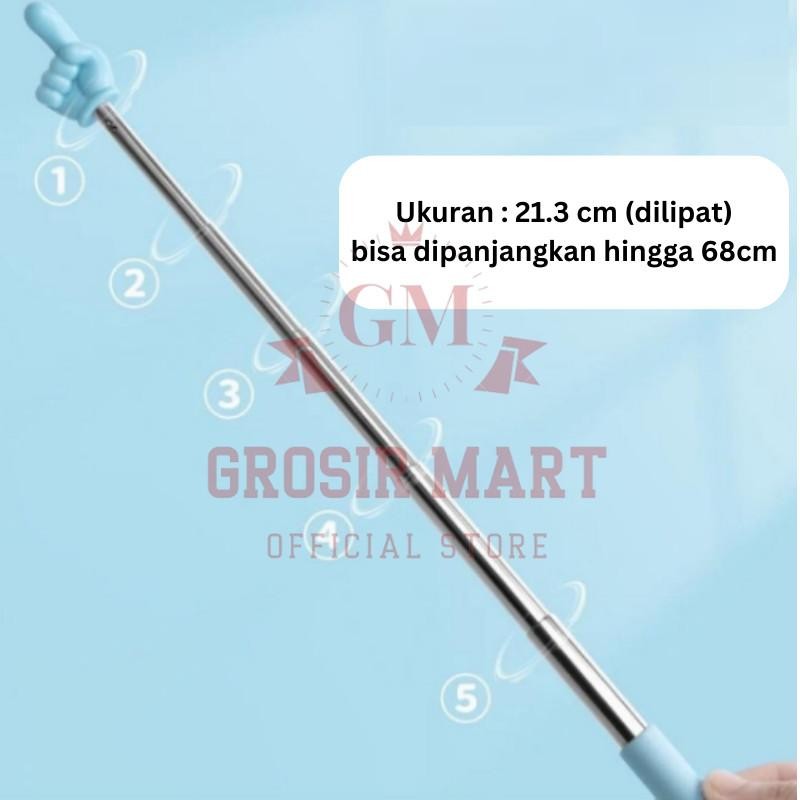 1
2
Ukuran : 21.3 cm (dilipat)
bisa dipanjangkan hingga 68cm
GM
3
GROSIR MART
4
OFFICIAL STORE
5